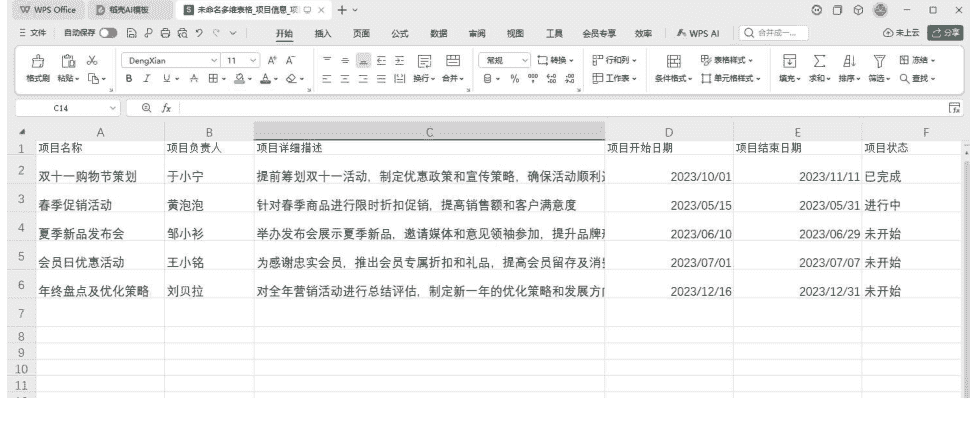 WPS Office 稻壳AI模板 未命名多维表格_项目信息_项
文件 自动保存 开始 插入 页面 公式 数据 审阅 视图 工具 会员专享 效率 WPS AI 合并成一... 未上云 分享
格式刷 粘贴 DengXian 11 换行 合并 常规 转换 行和列 工作表 条件格式 表格样式 单元格样式 填充 求和 排序 筛选 冻结 查找
C14 fx
A B C D E F
1 项目名称 项目负责人 项目详细描述 项目开始日期 项目结束日期 项目状态
2 双十一购物节策划 于小宁 提前筹划双十一活动，制定优惠政策和宣传策略，确保活动顺利 2023/10/01 2023/11/11 已完成
3 春季促销活动 黄泡泡 针对春季商品进行限时折扣促销，提高销售额和客户满意度 2023/05/15 2023/05/31 进行中
4 夏季新品发布会 邹小衫 举办发布会展示夏季新品，邀请媒体和意见领袖参加，提升品牌 2023/06/10 2023/06/29 未开始
5 会员日优惠活动 王小铭 为感谢忠实会员，推出会员专属折扣和礼品，提高会员留存及消 2023/07/01 2023/07/07 未开始
6 年终盘点及优化策略 刘贝拉 对全年营销活动进行总结评估，制定新一年的优化策略和发展方 2023/12/16 2023/12/31 未开始
7
8
9
10
11